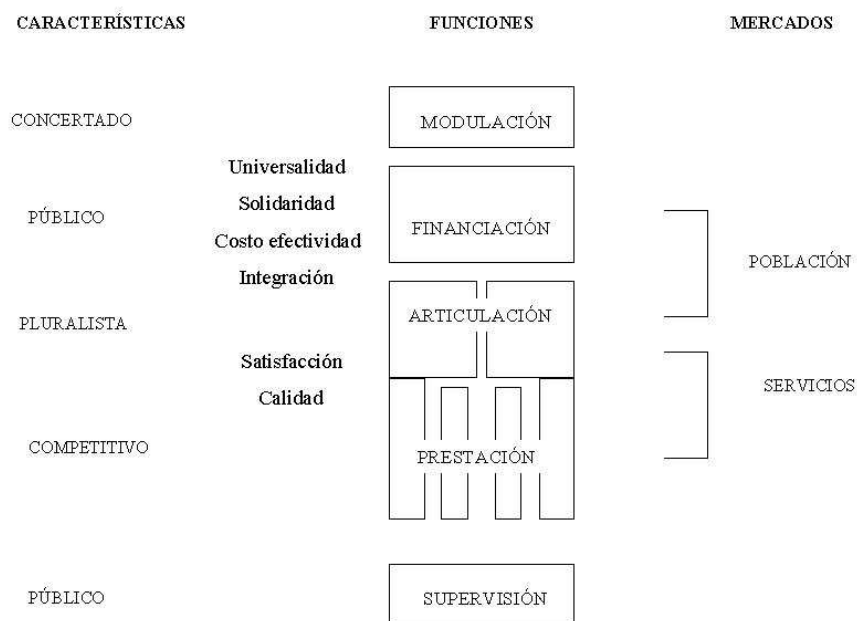 CARACTERÍSTICAS FUNCIONES MERCADOS
CONCERTADO MODULACIÓN
Universalidad
Solidaridad
PÚBLICO FINANCIACIÓN
Costo efectividad
POBLACIÓN
Integración
PLURALISTA ARTICULACIÓN
Satisfacción
SERVICIOS
Calidad
COMPETITIVO PRESTACIÓN
PÚBLICO SUPERVISIÓN